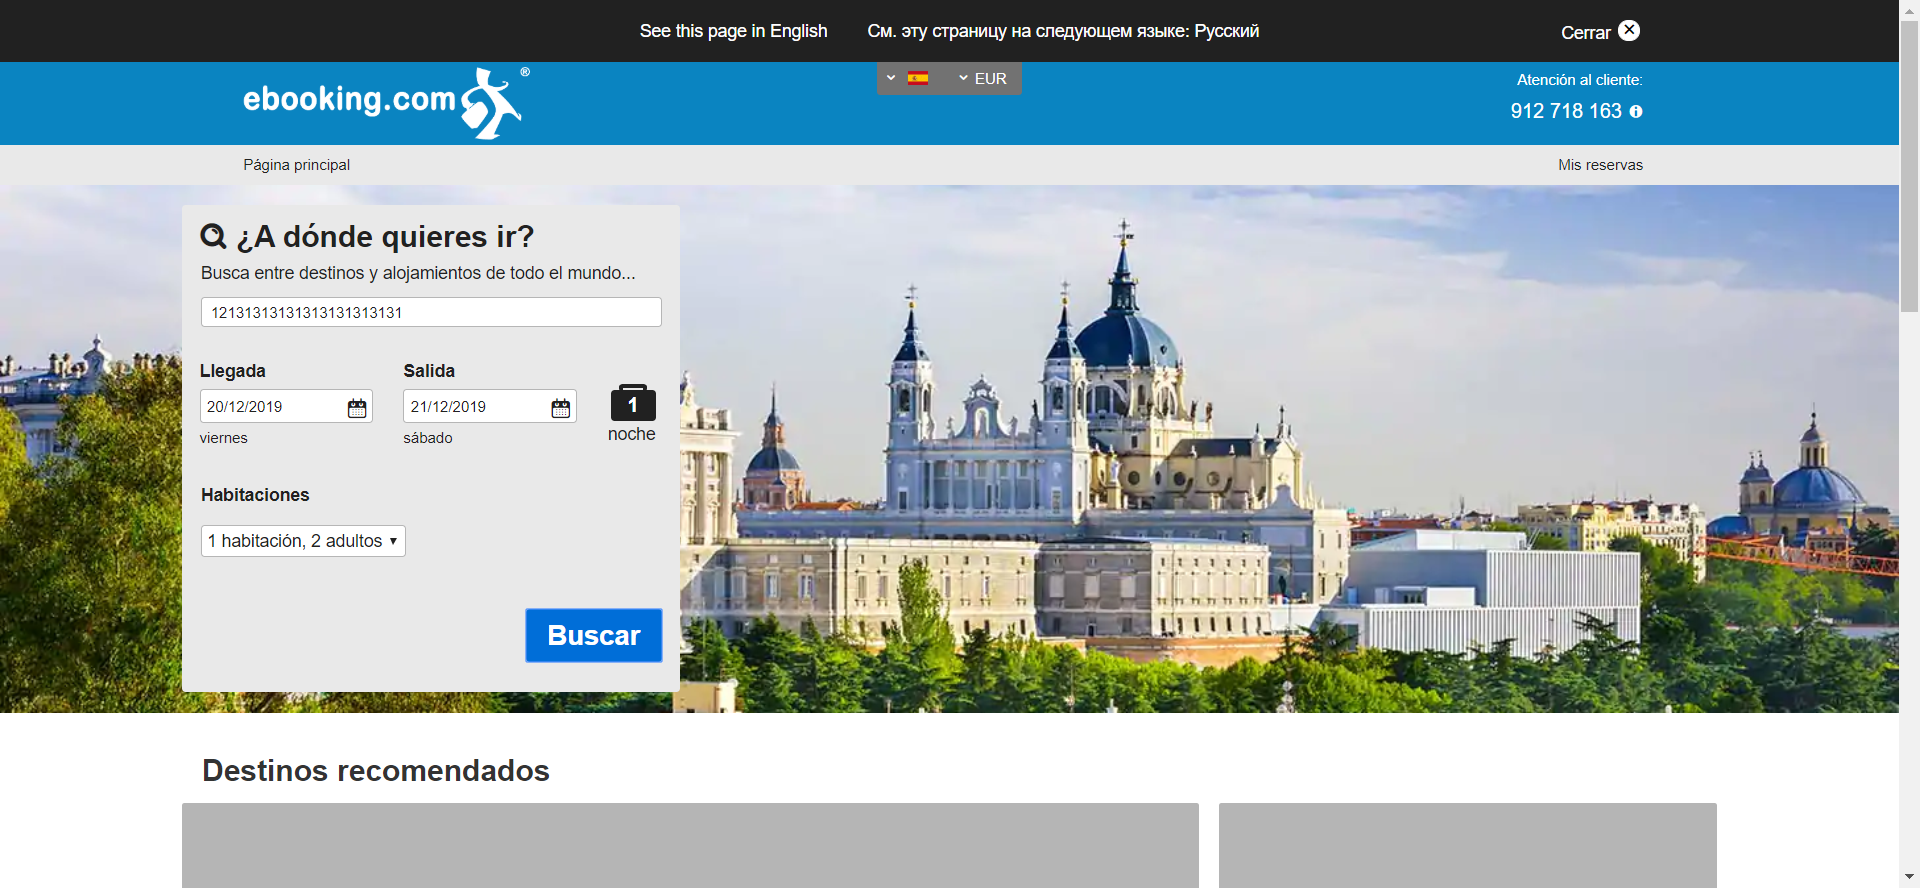 See this page in English
См. эту страницу на следующем языке: Русский
Cerrar
ebooking.com®
EUR
Atención al cliente:
912 718 163
Página principal
Mis reservas
¿A dónde quieres ir?
Busca entre destinos y alojamientos de todo el mundo...
12131313131313131313131
Llegada
Salida
20/12/2019
21/12/2019
1
viernes
sábado
noche
Habitaciones
1 habitación, 2 adultos
Buscar
Destinos recomendados